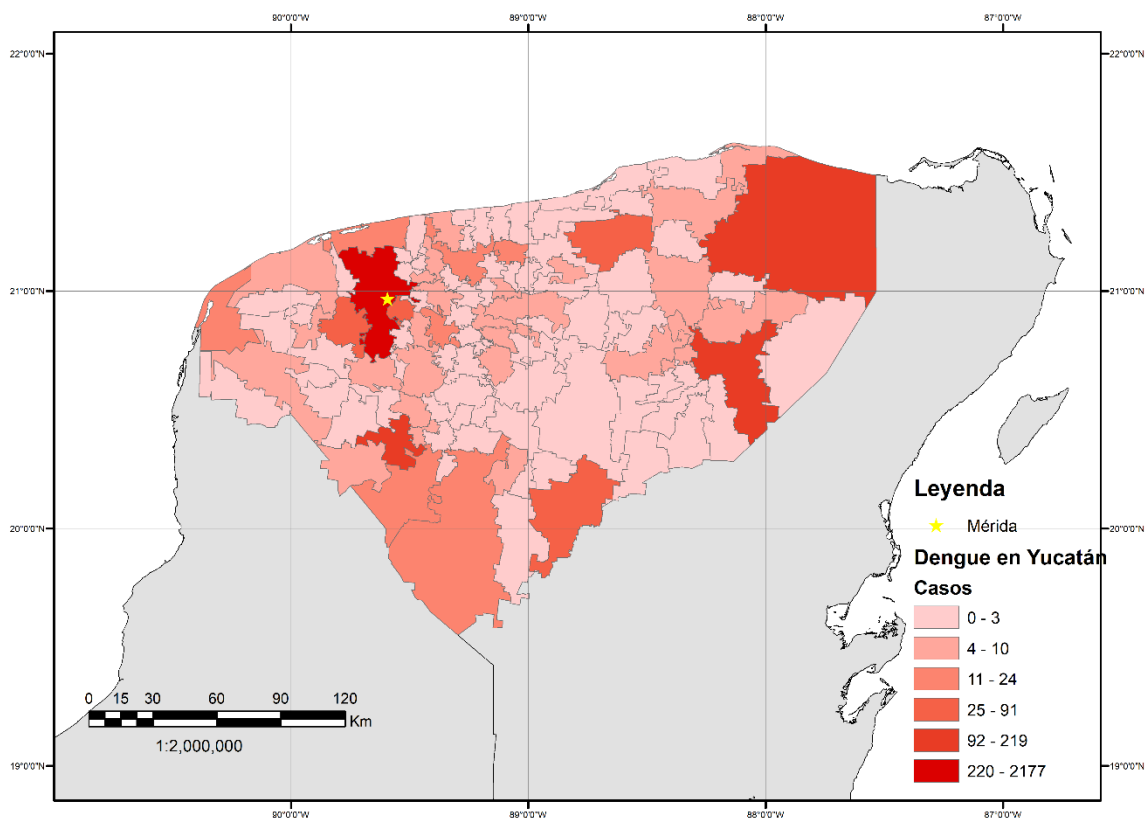 90°0'0"W 89°0'0"W 88°0'0"W 87°0'0"W
22°0'0"N 22°0'0"N
21°0'0"N 21°0'0"N
20°0'0"N 20°0'0"N
19°0'0"N 19°0'0"N
Leyenda
Mérida
Dengue en Yucatán
Casos
0 - 3
4 - 10
11 - 24
25 - 91
92 - 219
220 - 2177
0 15 30 60 90 120
Km
1:2,000,000
90°0'0"W 89°0'0"W 88°0'0"W 87°0'0"W